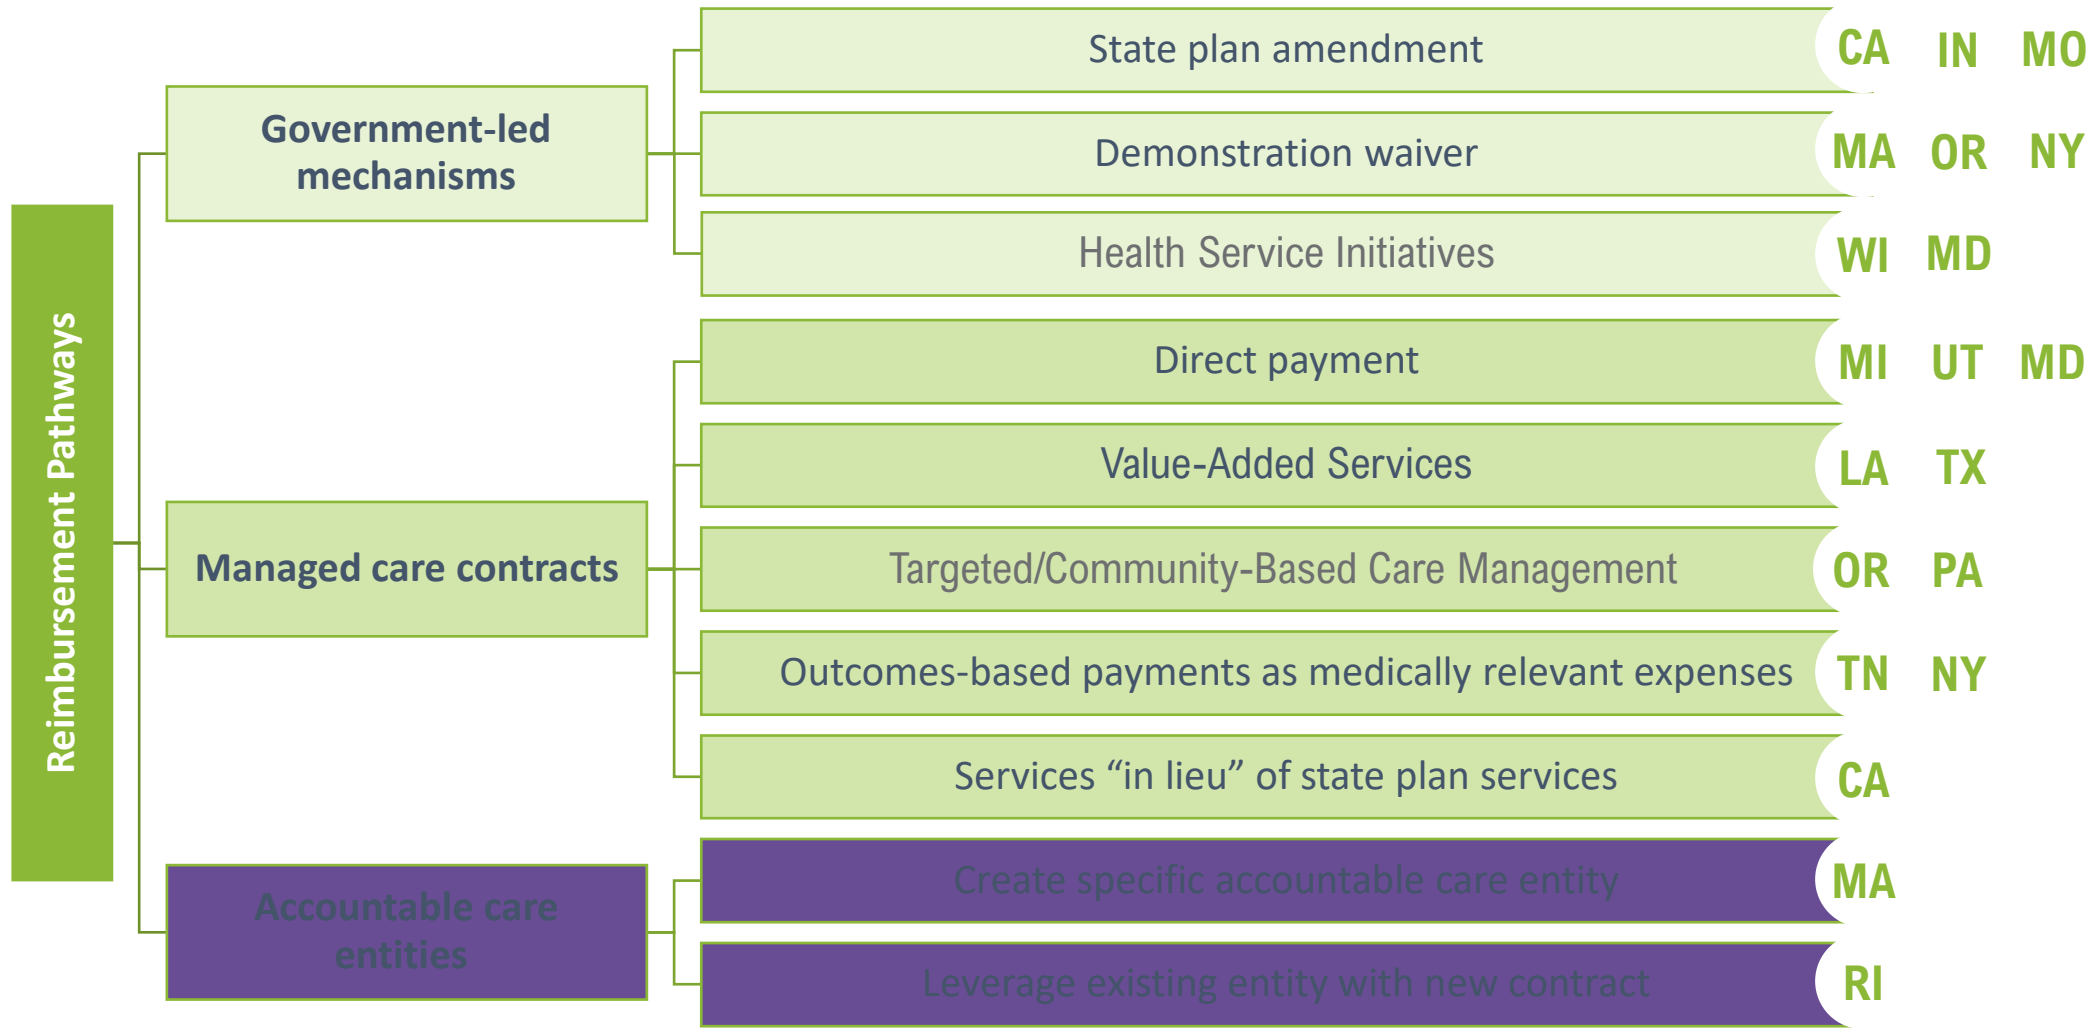 Reimbursement Pathways
Government-led
mechanisms
State plan amendment
CA IN MO
Demonstration waiver
MA OR NY
Health Service Initiatives
WI MD
Managed care contracts
Direct payment
MI UT MD
Value-Added Services
LA TX
Targeted/Community-Based Care Management
OR PA
Outcomes-based payments as medically relevant expenses
TN NY
Services “in lieu” of state plan services
CA
Accountable care
entities
Create specific accountable care entity
MA
Leverage existing entity with new contract
RI